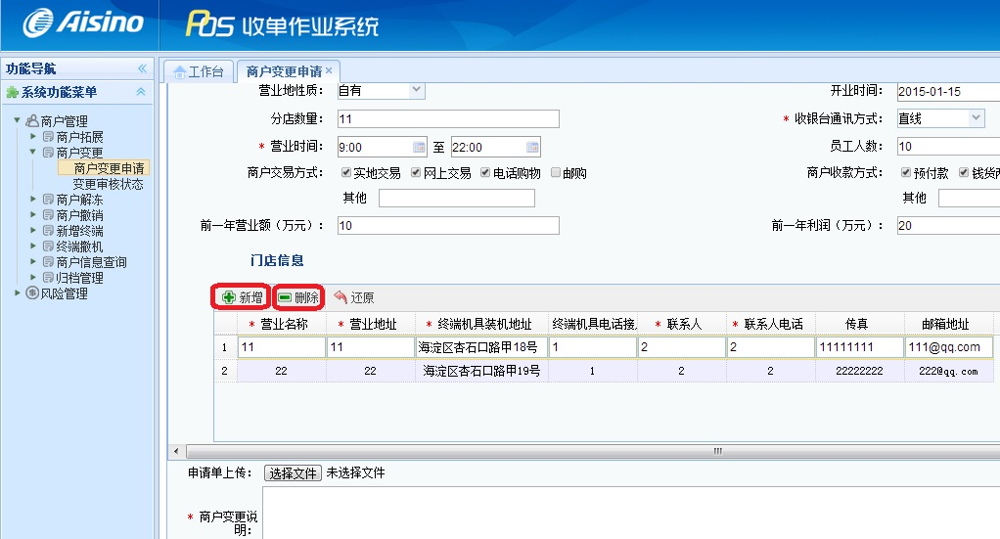 Aisino POS 收单作业系统
功能导航
系统功能菜单
商户管理
商户拓展
商户变更
商户变更申请
变更审核状态
商户解冻
商户撤销
新增终端
终端撤机
商户信息查询
归档管理
风险管理
工作台 商户变更申请
营业地性质： 自有 开业时间： 2015-01-15
分店数量： 11 * 收银台通讯方式： 直线
* 营业时间： 9:00 至 22:00 员工人数： 10
商户交易方式： 实地交易 网上交易 电话购物 邮购 商户收款方式： 预付款 钱货
其他 其他
前一年营业额（万元）： 10 前一年利润（万元）： 20
门店信息
新增 删除 还原
* 营业名称 * 营业地址 * 终端机具装机地址 终端机具电话接 * 联系人 * 联系人电话 传真 邮箱地址
1 11 11 海淀区杏石口路甲18号 1 2 2 11111111 111@qq.com
2 22 22 海淀区杏石口路甲19号 1 2 2 22222222 222@qq.com
申请单上传： 选择文件 未选择文件
* 商户变更说
明：